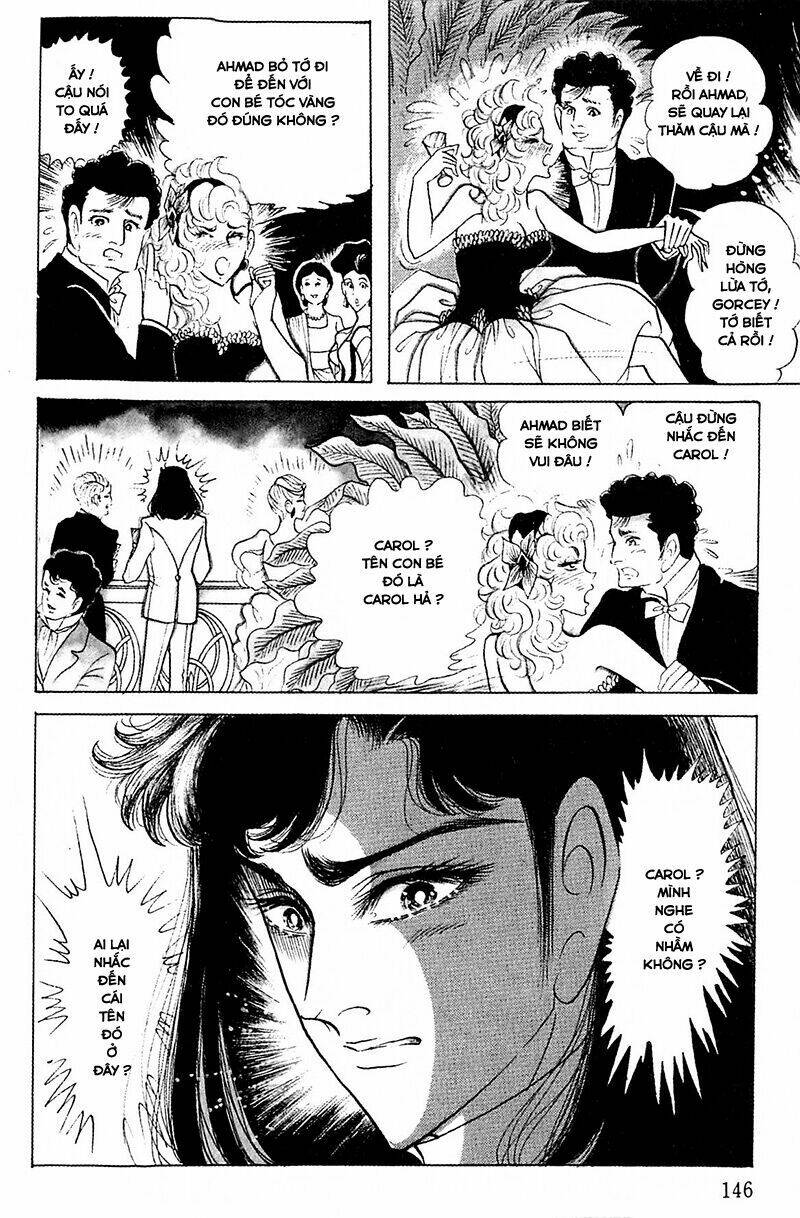 VỀ ĐI !
RỒI AHMAD,
SẼ QUAY LẠI
THĂM CẬU MÀ !
ĐỪNG
HÒNG
LỪA TỚ,
GORCEY !
TỚ BIẾT
CẢ RỒI !
AHMAD BỎ TỚ ĐI
ĐỂ ĐẾN VỚI
CON BÉ TÓC VÀNG
ĐÓ ĐÚNG KHÔNG ?
ẤY !
CẬU NÓI
TO QUÁ
ĐẤY !
CẬU ĐỪNG
NHẮC ĐẾN
CAROL !
AHMAD BIẾT
SẼ KHÔNG
VUI ĐÂU !
CAROL ?
TÊN CON BÉ
ĐÓ LÀ
CAROL HẢ ?
CAROL ?
MÌNH
NGHE
CÓ
NHẦM
KHÔNG ?
AI LẠI
NHẮC
ĐẾN
CÁI
TÊN
ĐÓ
Ở
ĐÂY ?
146